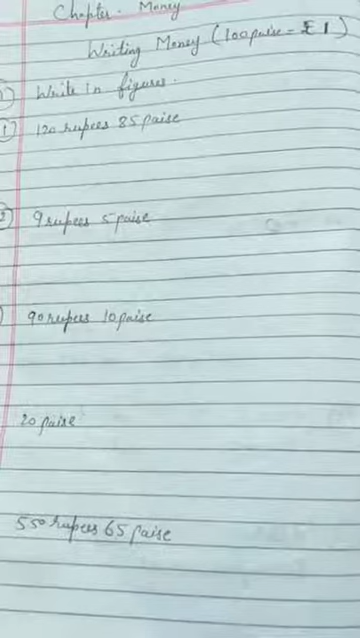 Chapter - Money
Writing Money (100 paise = ₤ 1)
Write in figures.
1) 120 rupees 85 paise
9 rupees 5 paise
90 rupees 10 paise
20 paise
550 rupees 65 paise